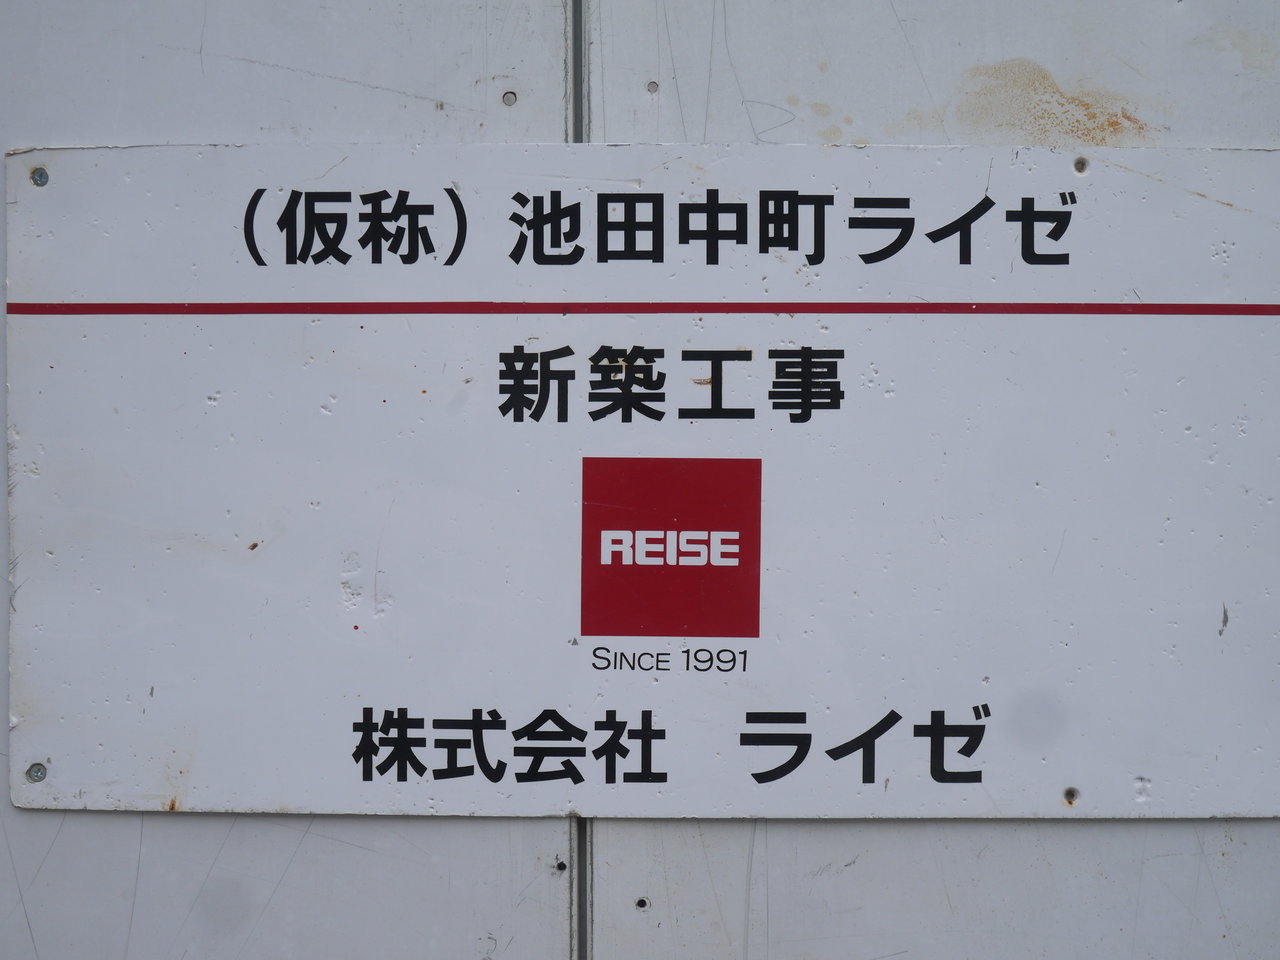 （仮称）池田中町ライゼ
新築工事
REISE
SINCE 1991
株式会社　ライゼ